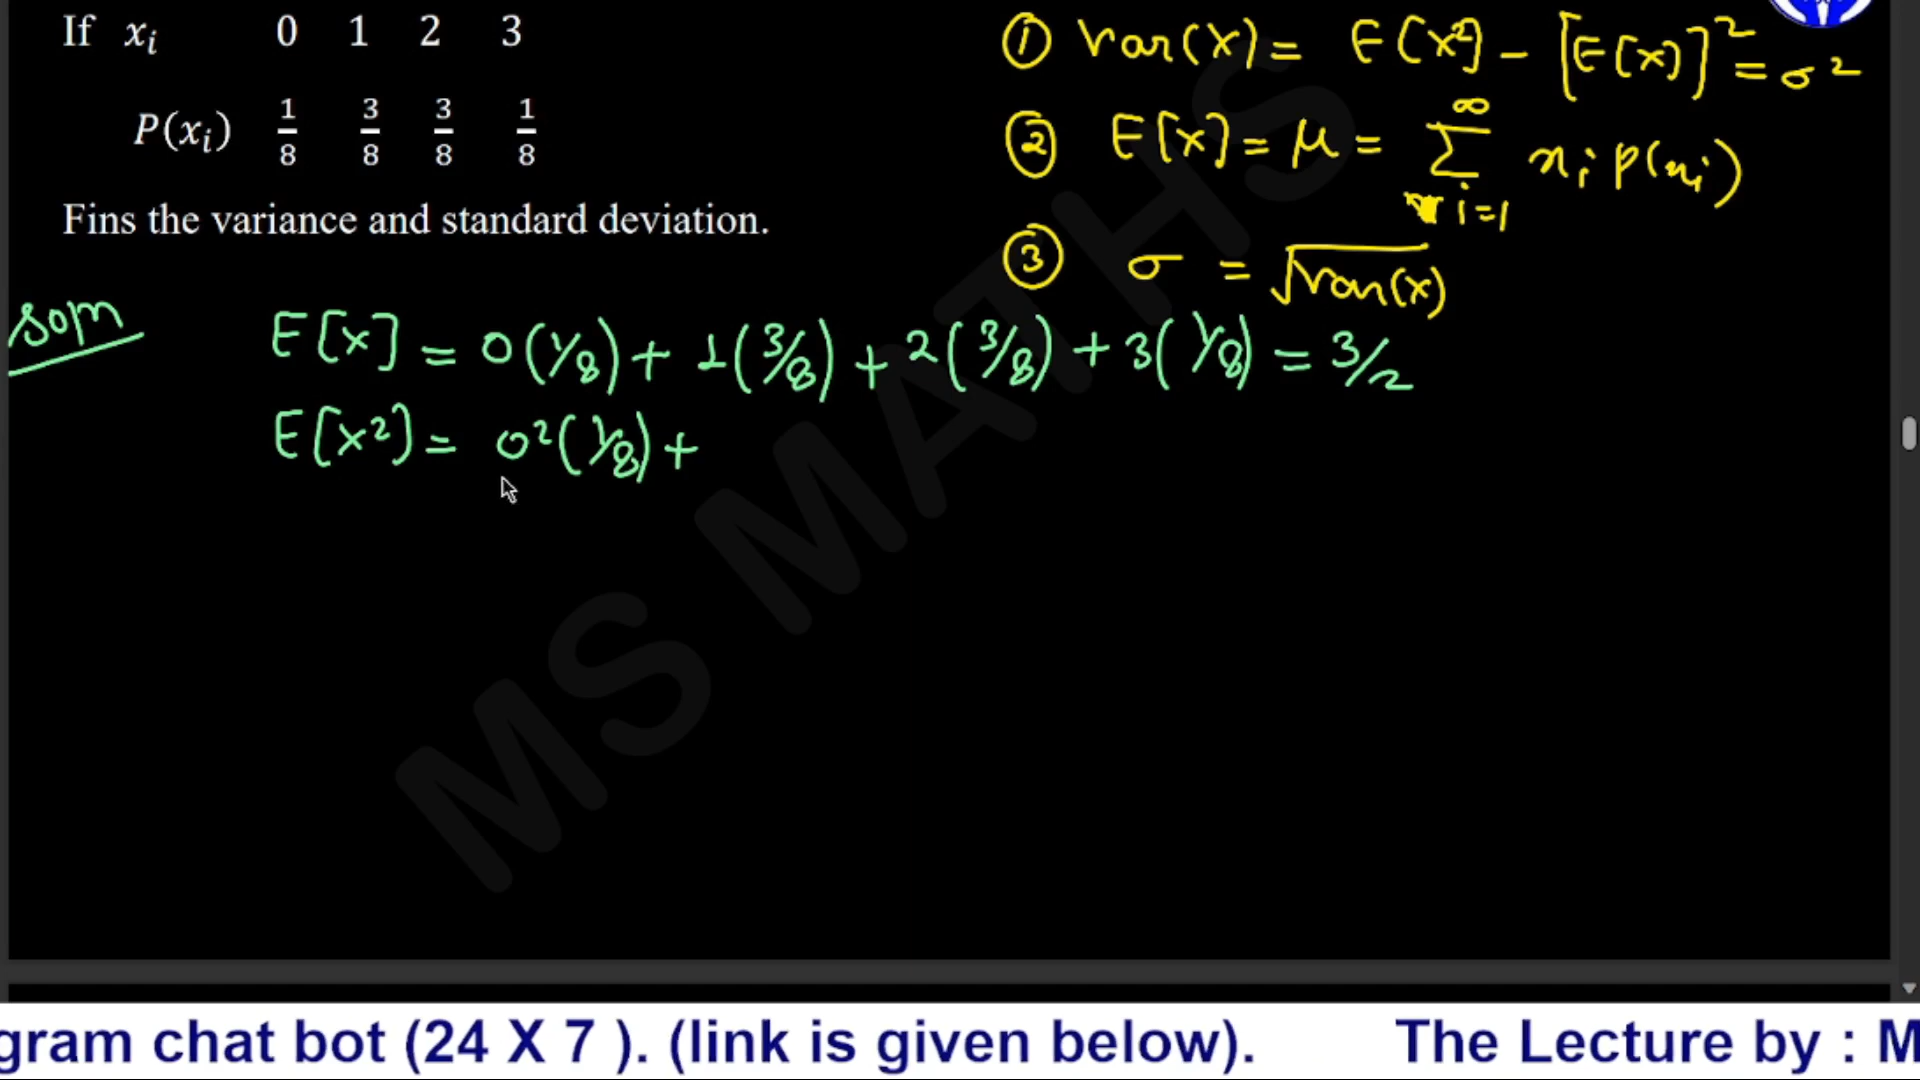 If xᵢ 0 1 2 3
P(xᵢ) 1/8 3/8 3/8 1/8
Fins the variance and standard deviation.
① Var(X) = E[X²] - [E[x]]² = σ²
② E[X] = μ = ∞ Σ i=1 xᵢ p(xᵢ)
③ σ = √Var(x)
Soln
E[X] = 0(1/8) + 1(3/8) + 2(3/8) + 3(1/8) = 3/2
E[X²] = 0²(1/8) +
MS MATHS
gram chat bot (24 X 7 ). (link is given below). The Lecture by : M